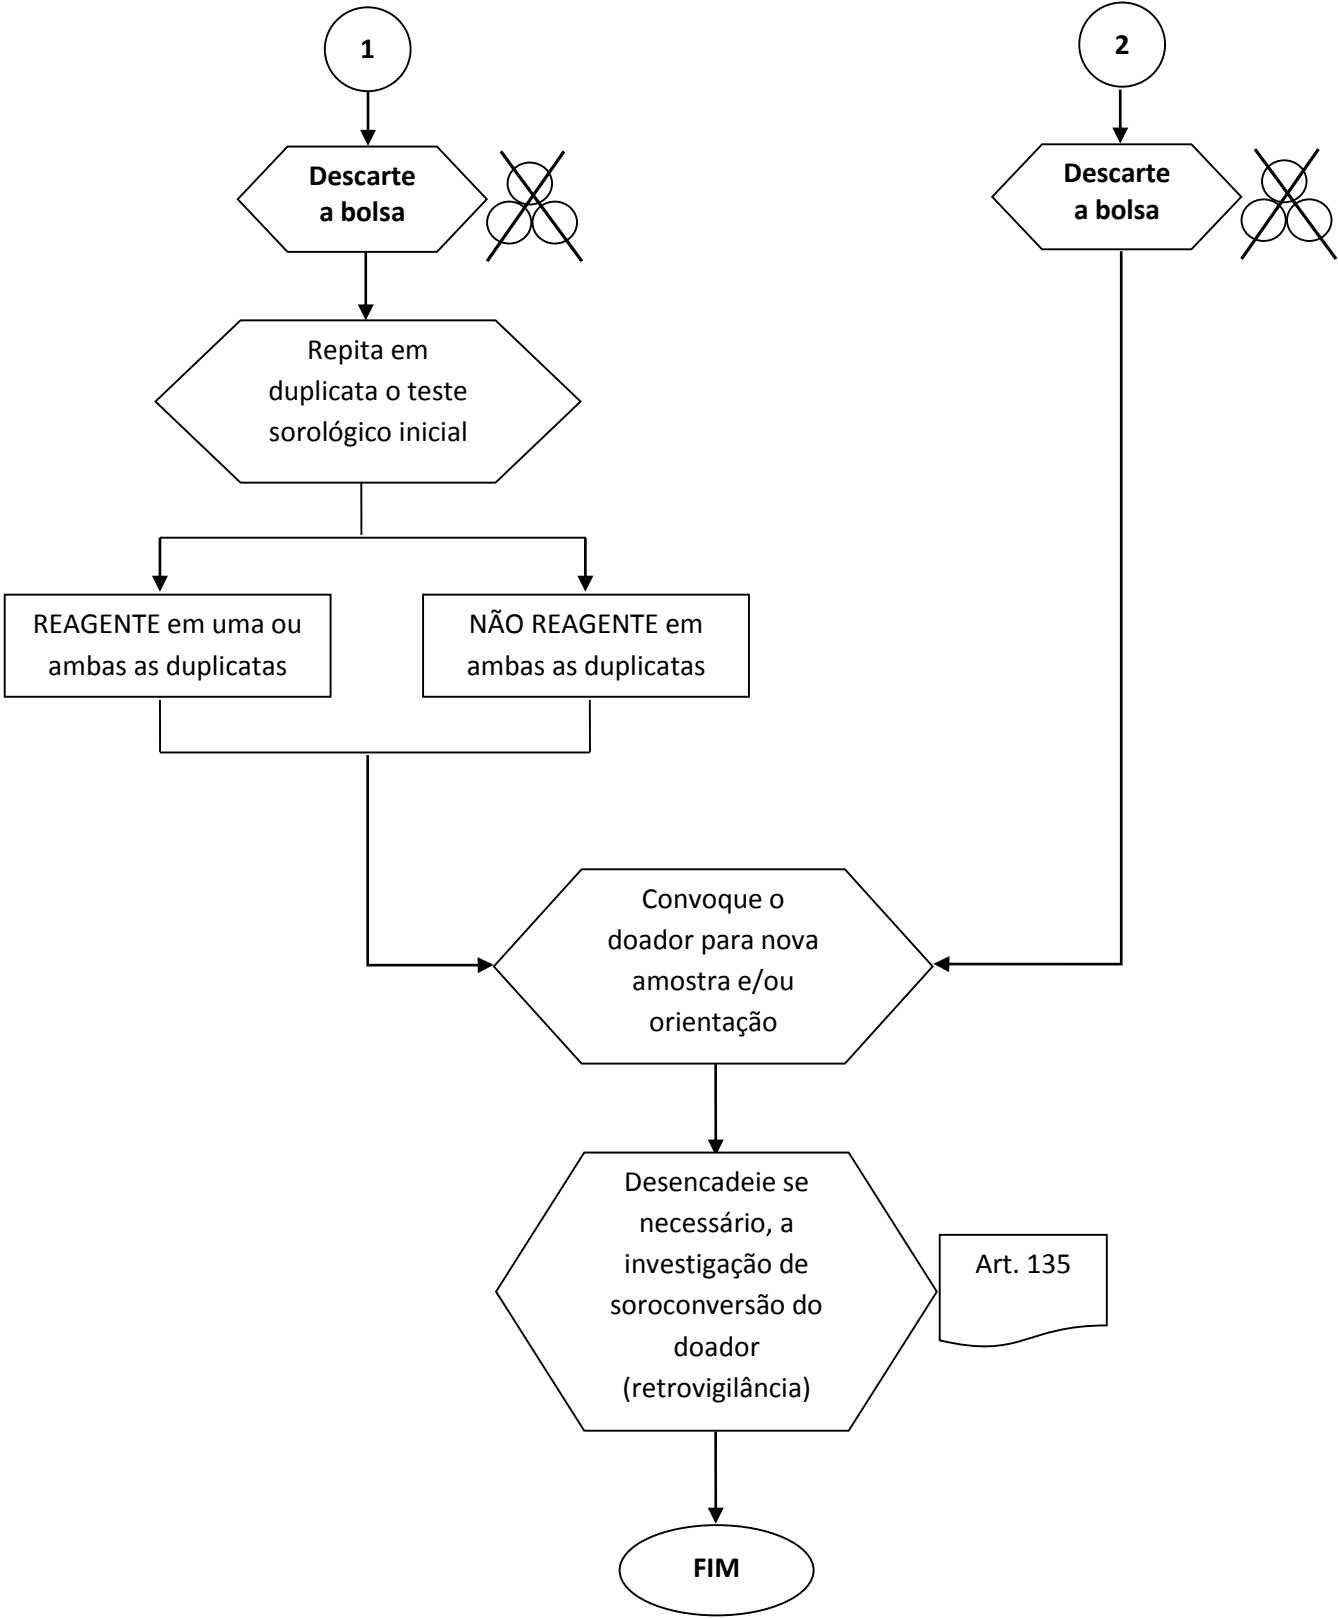 1
2
Descarte
a bolsa
Descarte
a bolsa
Repita em
duplicata o teste
sorológico inicial
REAGENTE em uma ou
ambas as duplicatas
NÃO REAGENTE em
ambas as duplicatas
Convoque o
doador para nova
amostra e/ou
orientação
Desencadeie se
necessário, a
investigação de
soroconversão do
doador
(retrovigilância)
Art. 135
FIM